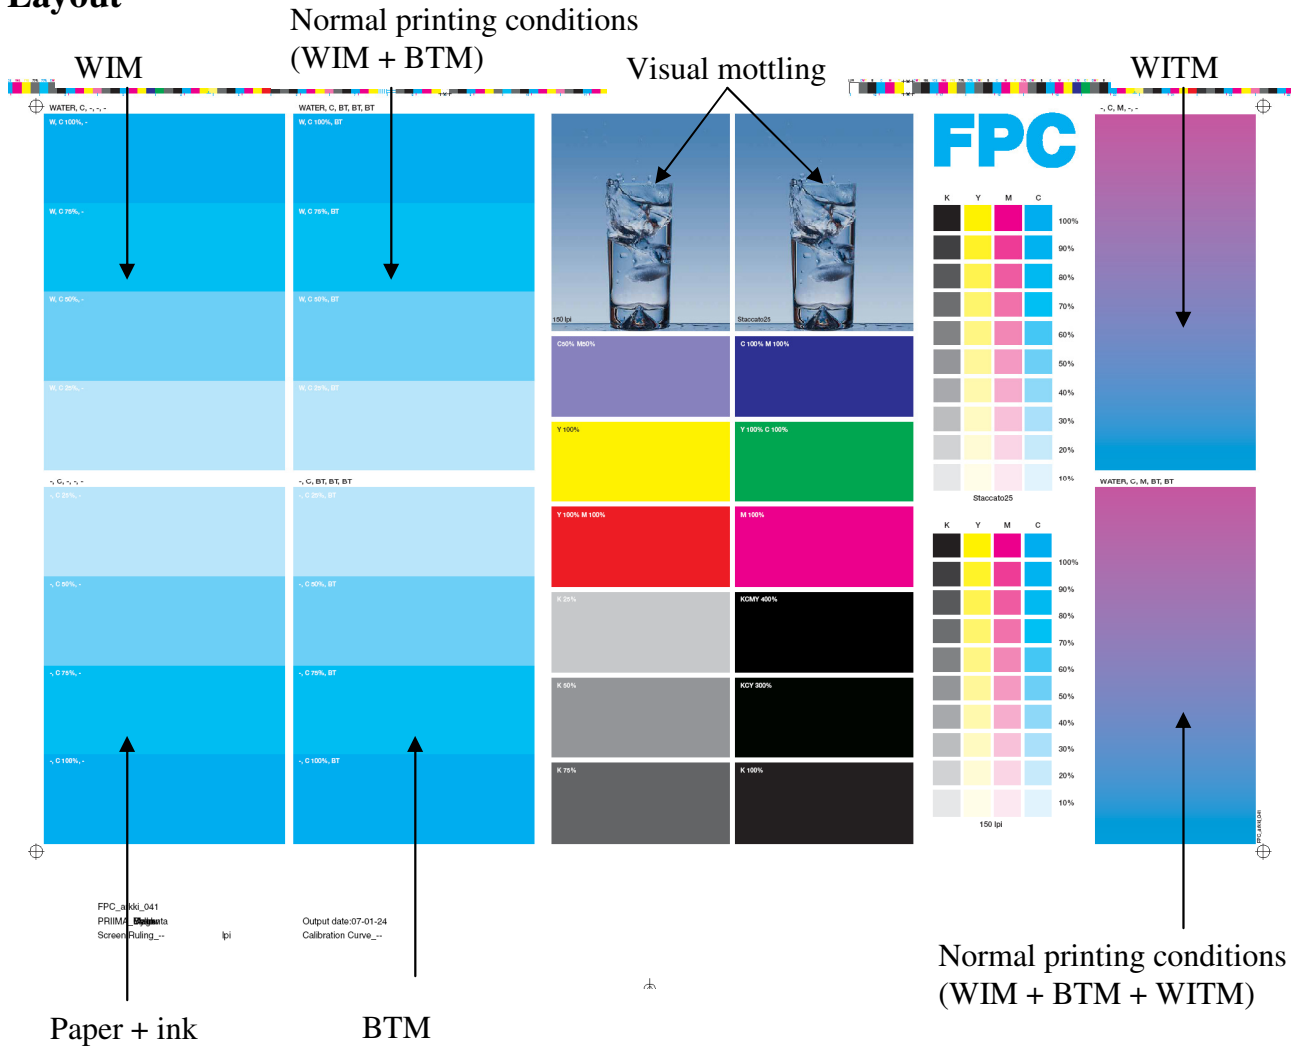 Layout
Normal printing conditions
(WIM + BTM)
WIM
Visual mottling
WITM
WATER, C, -, -, -
WATER, C, BT, BT, BT
-, C, M, -, -
W, C 100%, -
W, C 100%, BT
FPC
W, C 75%, -
W, C 75%, BT
K Y M C
100%
90%
80%
70%
60%
50%
40%
30%
20%
10%
Staccato25
W, C 50%, -
W, C 50%, BT
150 lpi
Staccato25
C50% M50%
C 100% M 100%
W, C 25%, -
W, C 25%, BT
Y 100%
Y 100% C 100%
-, C, -, -, -
-, C, BT, BT, BT
WATER, C, M, BT, BT
-, C 25%, -
-, C 25%, BT
Y 100% M 100%
M 100%
K Y M C
100%
90%
80%
70%
60%
50%
40%
30%
20%
10%
150 lpi
-, C 50%, -
-, C 50%, BT
K 25%
KCMY 400%
-, C 75%, -
-, C 75%, BT
K 50%
KCY 300%
-, C 100%, -
-, C 100%, BT
K 75%
K 100%
FPC_arkki_041
FPC_arkki_041
PRIIMA_
Output date:07-01-24
Screen Ruling_-- lpi
Calibration Curve_--
Normal printing conditions
(WIM + BTM + WITM)
Paper + ink
BTM